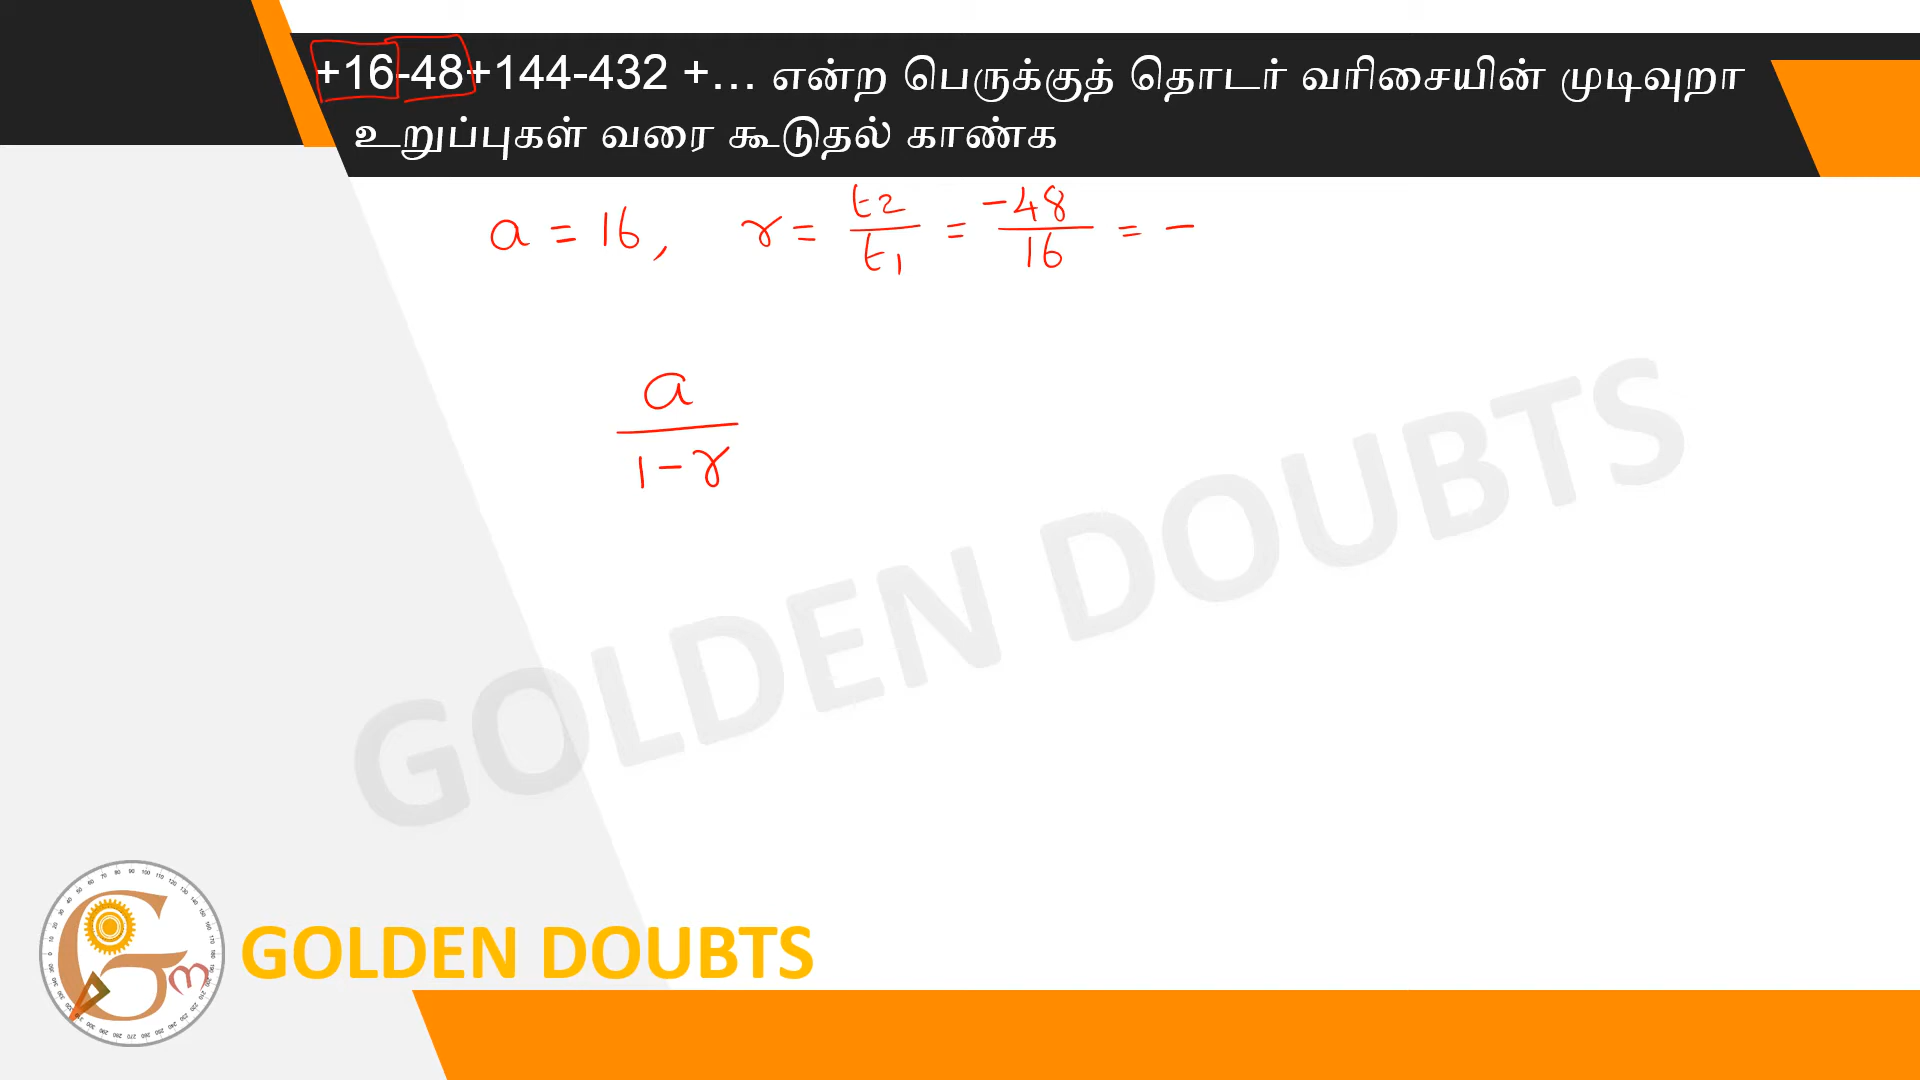 +16-48+144-432 +... என்ற பெருக்குத் தொடர் வரிசையின் முடிவுறா
உறுப்புகள் வரை கூடுதல் காண்க
a = 16, r = t2/t1 = -48/16 = -
a/1-r
GOLDEN DOUBTS
GOLDEN DOUBTS